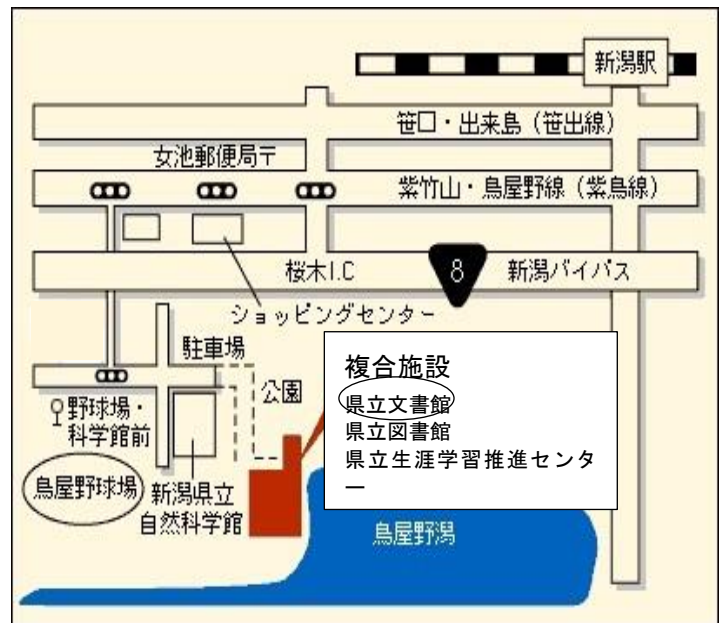 新潟駅
笹口・出来島（笹出線）
女池郵便局〒
紫竹山・鳥屋野線（紫鳥線）
桜木I.C
8
新潟バイパス
ショッピングセンター
駐車場
公園
複合施設
県立文書館
県立図書館
県立生涯学習推進センタ
ー
野球場・
科学館前
鳥屋野球場
新潟県立
自然科学館
鳥屋野潟